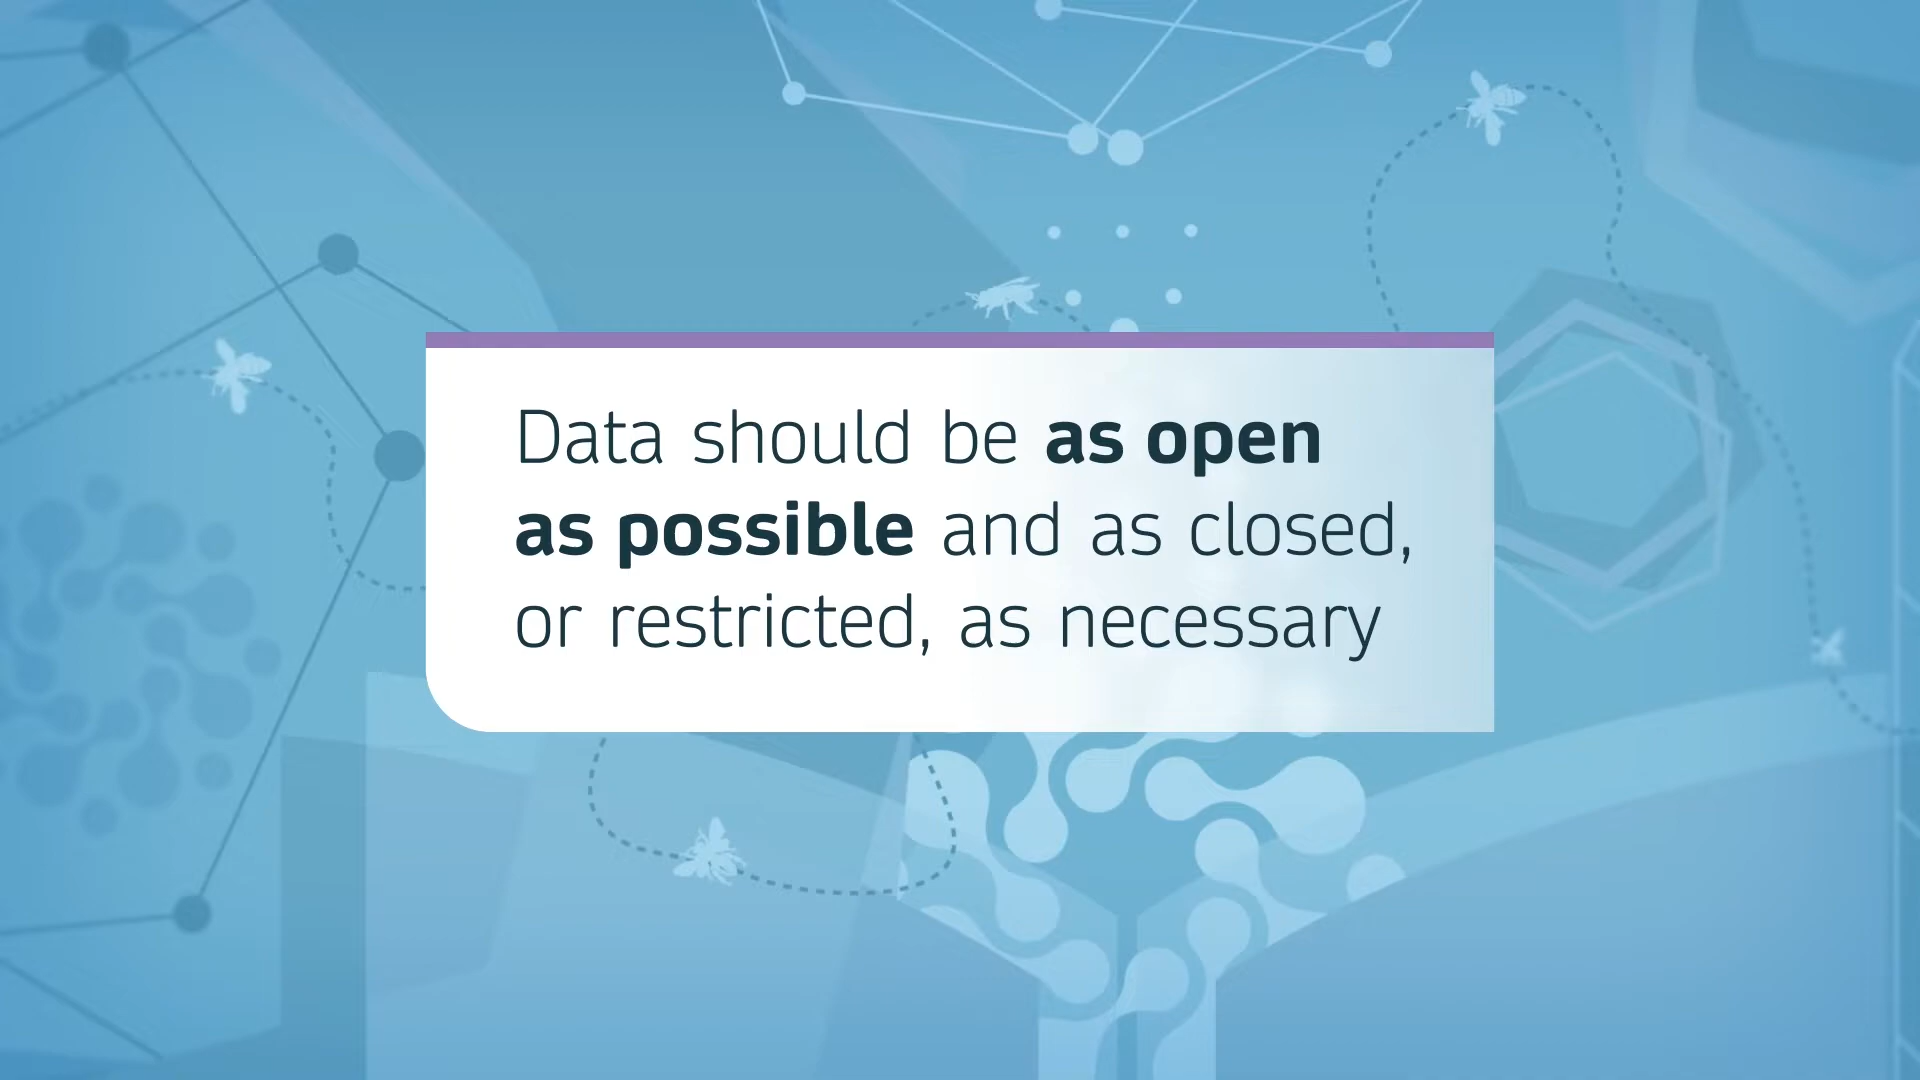 Data should be as open
as possible and as closed,
or restricted, as necessary